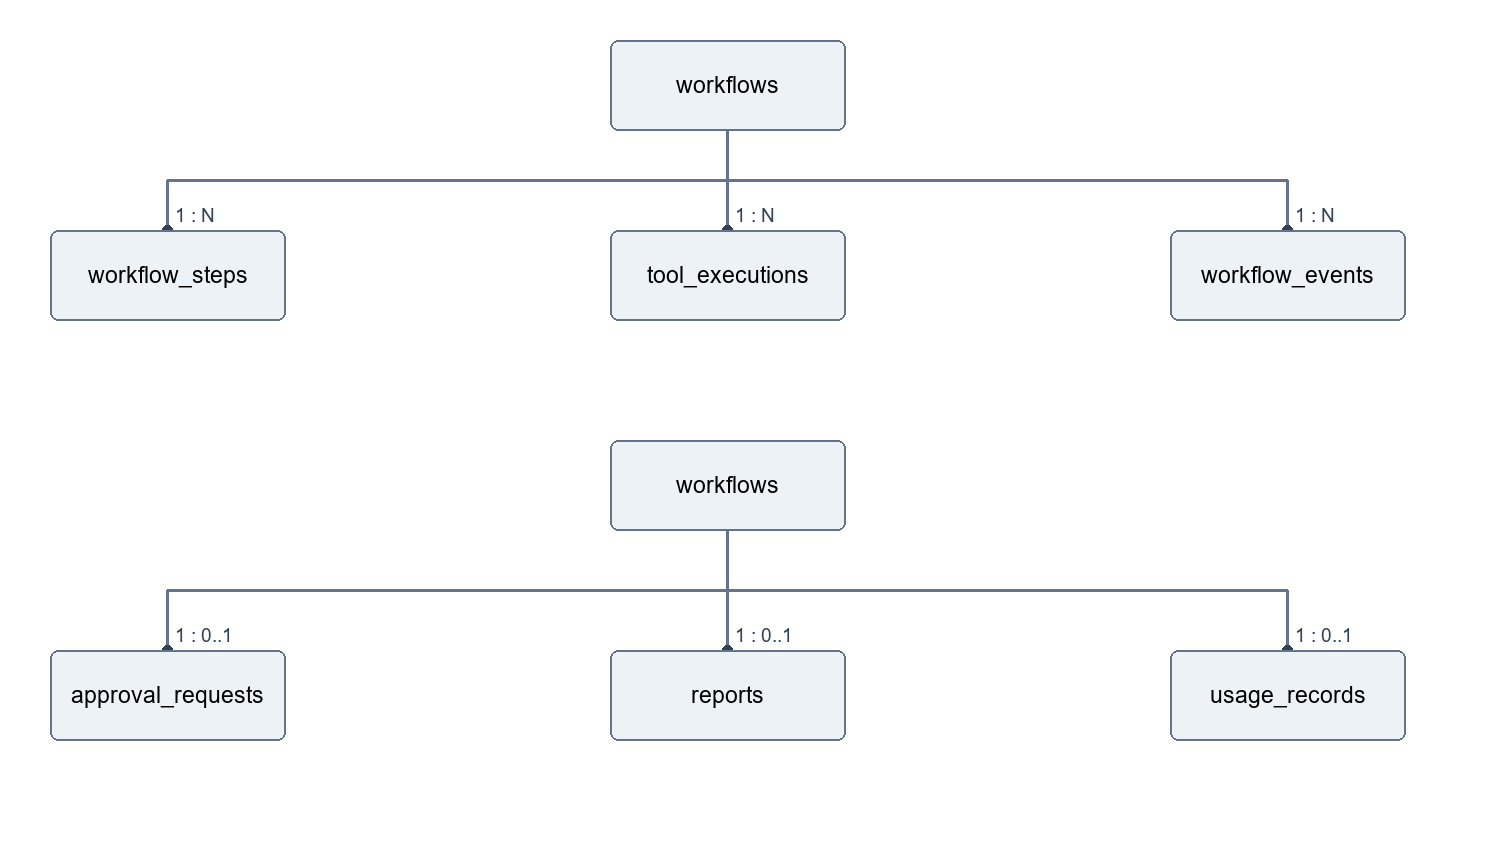 workflows
1 : N
1 : N
1 : N
workflow_steps
tool_executions
workflow_events
workflows
1 : 0..1
1 : 0..1
1 : 0..1
approval_requests
reports
usage_records